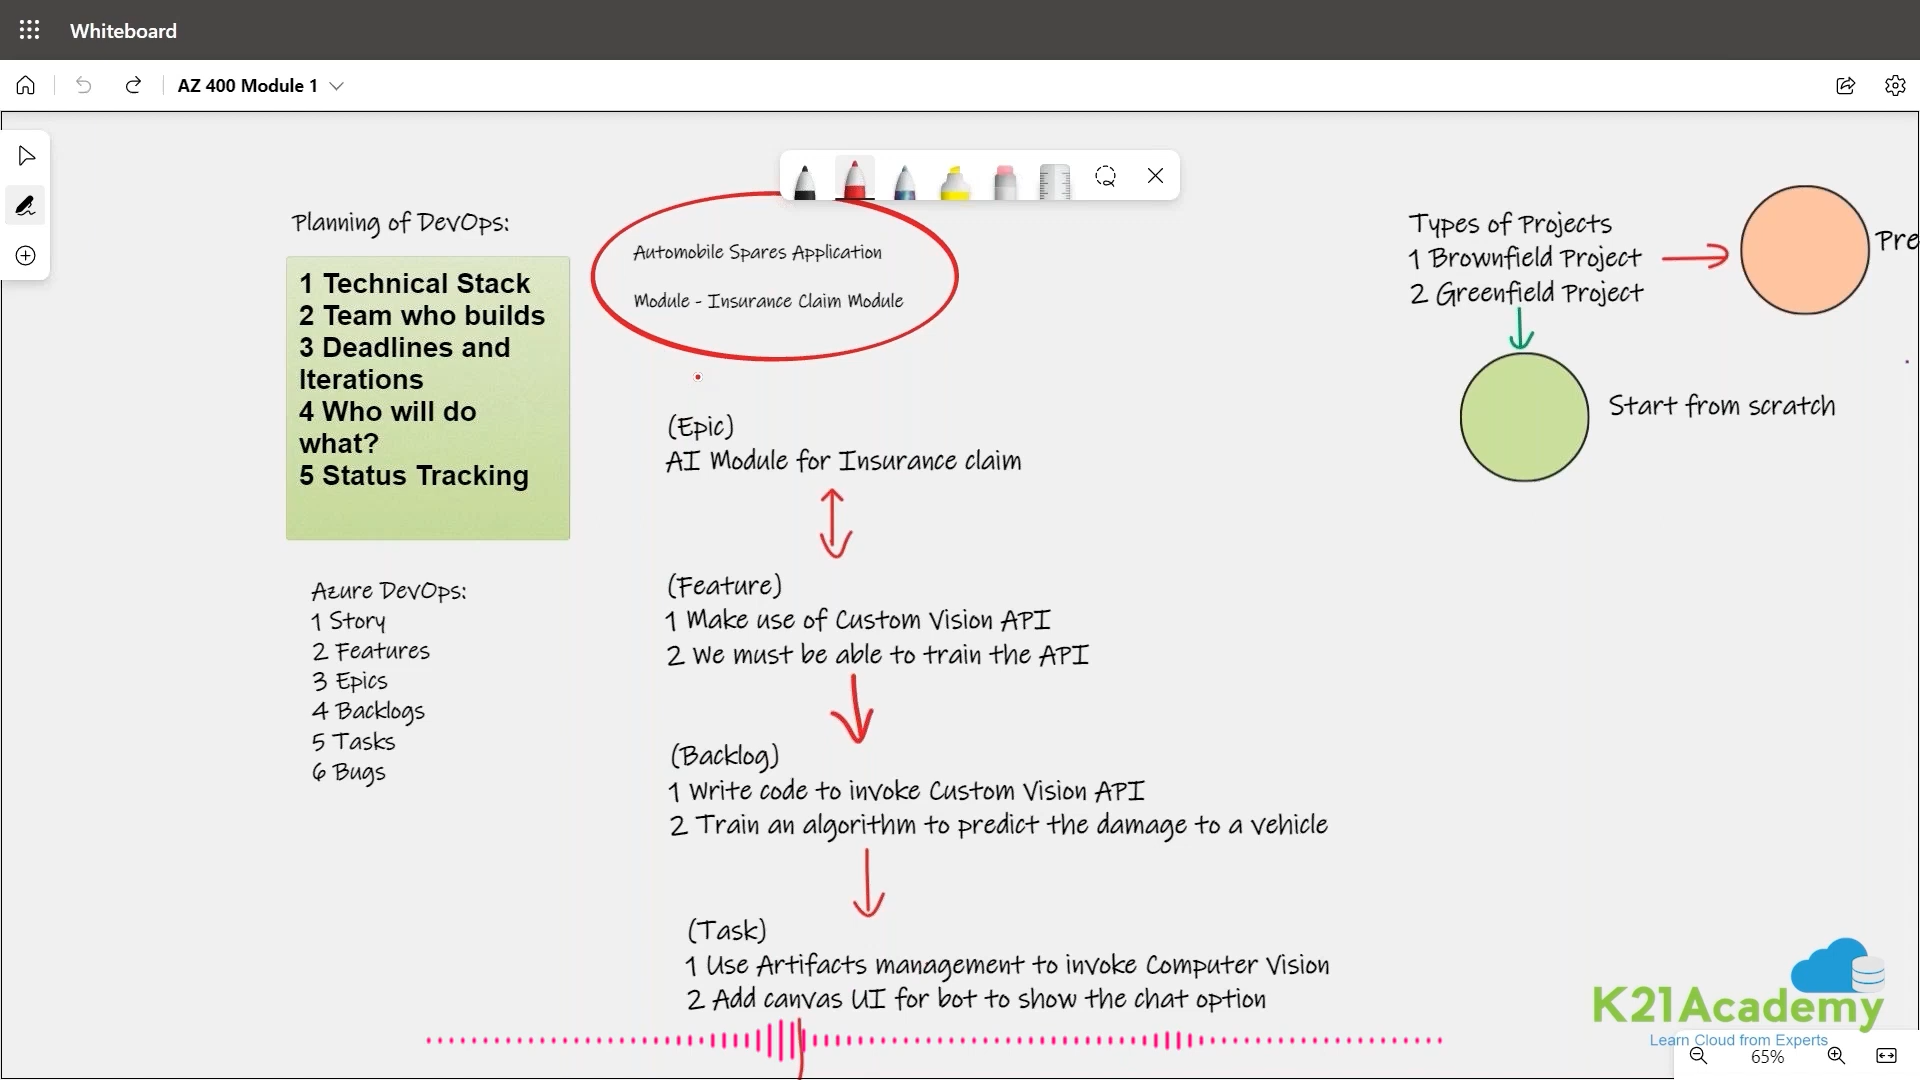 Whiteboard
AZ 400 Module 1
Planning of DevOps:
1 Technical Stack
2 Team who builds
3 Deadlines and
Iterations
4 Who will do
what?
5 Status Tracking
Azure DevOps:
1 Story
2 Features
3 Epics
4 Backlogs
5 Tasks
6 Bugs
Automobile Spares Application
Module - Insurance Claim Module
(Epic)
AI Module for Insurance claim
(Feature)
1 Make use of Custom Vision API
2 We must be able to train the API
(Backlog)
1 Write code to invoke Custom Vision API
2 Train an algorithm to predict the damage to a vehicle
(Task)
1 Use Artifacts management to invoke Computer Vision
2 Add canvas UI for bot to show the chat option
Types of Projects
1 Brownfield Project
2 Greenfield Project
Pre
Start from scratch
K21Academy
Learn Cloud from Experts
65%